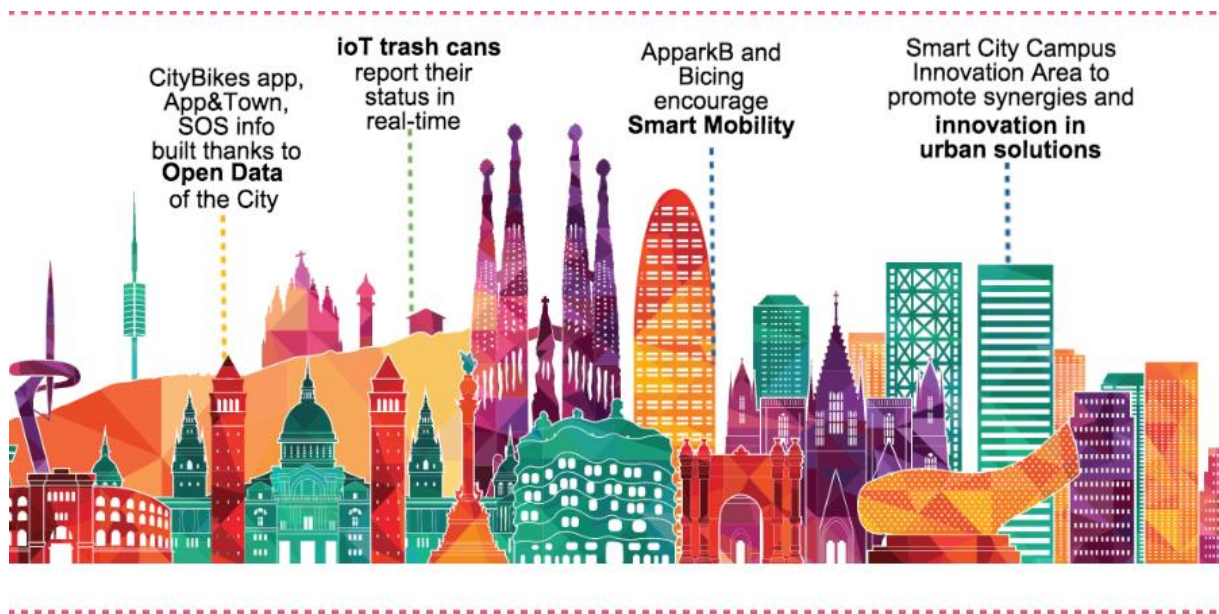 CityBikes app,
App&Town,
SOS info
built thanks to
Open Data
of the City
ioT trash cans
report their
status in
real-time
ApparkB and
Bicing
encourage
Smart Mobility
Smart City Campus
Innovation Area to
promote synergies and
innovation in
urban solutions